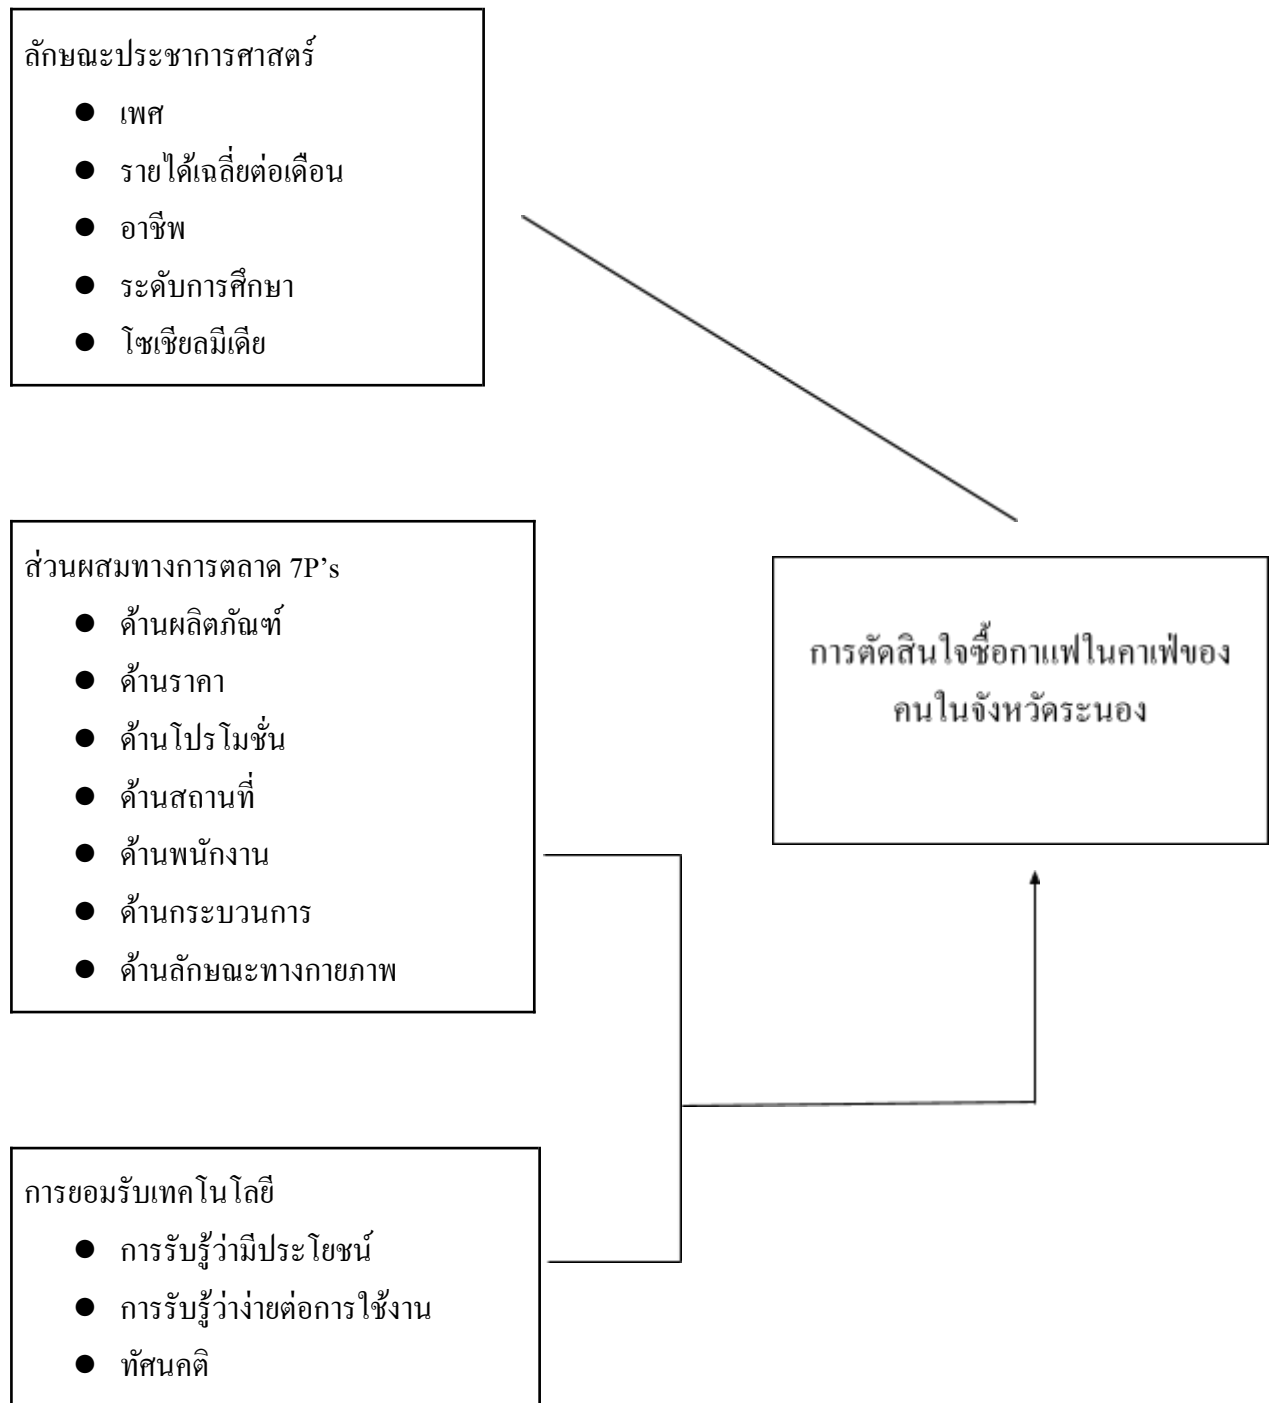 ลักษณะประชาการศาสตร์
● เพศ
● รายได้เฉลี่ยต่อเดือน
● อาชีพ
● ระดับการศึกษา
● โซเชียลมีเดีย
ส่วนผสมทางการตลาด 7P’s
● ด้านผลิตภัณฑ์
● ด้านราคา
● ด้านโปรโมชั่น
● ด้านสถานที่
● ด้านพนักงาน
● ด้านกระบวนการ
● ด้านลักษณะทางกายภาพ
การตัดสินใจซื้อกาแฟในคาเฟ่ของ
คนในจังหวัดระนอง
การยอมรับเทคโนโลยี
● การรับรู้ว่ามีประโยชน์
● การรับรู้ว่าง่ายต่อการใช้งาน
● ทัศนคติ